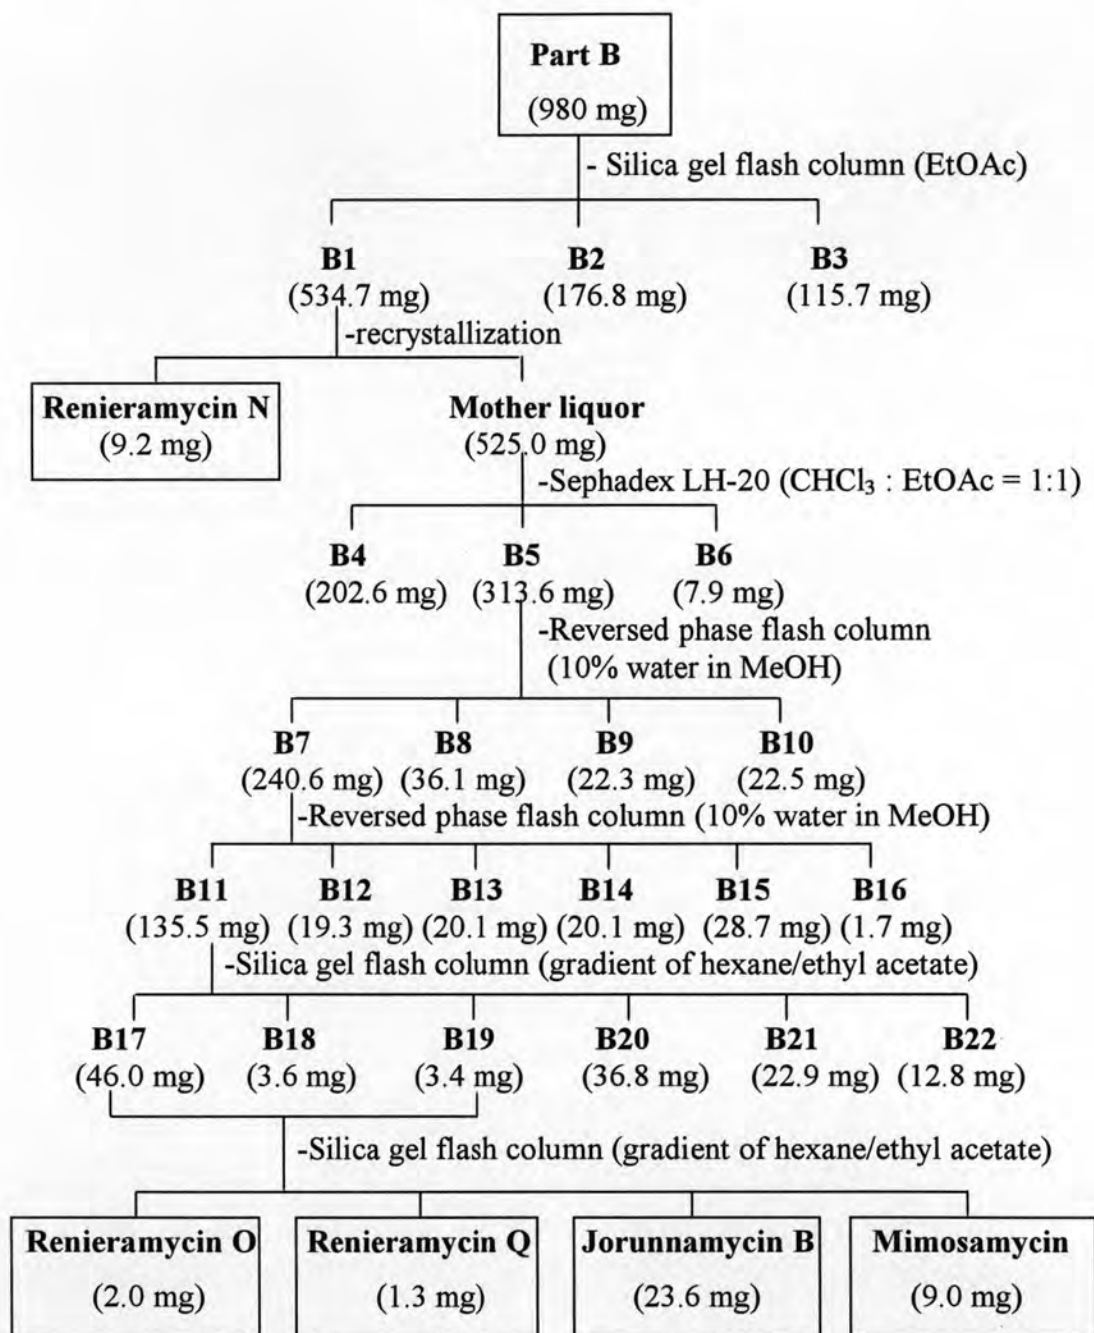 Part B
(980 mg)
- Silica gel flash column (EtOAc)
B1 B2 B3
(534.7 mg) (176.8 mg) (115.7 mg)
-recrystallization
Renieramycin N Mother liquor
(9.2 mg) (525.0 mg)
-Sephadex LH-20 (CHCl₃ : EtOAc = 1:1)
B4 B5 B6
(202.6 mg) (313.6 mg) (7.9 mg)
-Reversed phase flash column
(10% water in MeOH)
B7 B8 B9 B10
(240.6 mg) (36.1 mg) (22.3 mg) (22.5 mg)
-Reversed phase flash column (10% water in MeOH)
B11 B12 B13 B14 B15 B16
(135.5 mg) (19.3 mg) (20.1 mg) (20.1 mg) (28.7 mg) (1.7 mg)
-Silica gel flash column (gradient of hexane/ethyl acetate)
B17 B18 B19 B20 B21 B22
(46.0 mg) (3.6 mg) (3.4 mg) (36.8 mg) (22.9 mg) (12.8 mg)
-Silica gel flash column (gradient of hexane/ethyl acetate)
Renieramycin O Renieramycin Q Jorunnamycin B Mimosamycin
(2.0 mg) (1.3 mg) (23.6 mg) (9.0 mg)